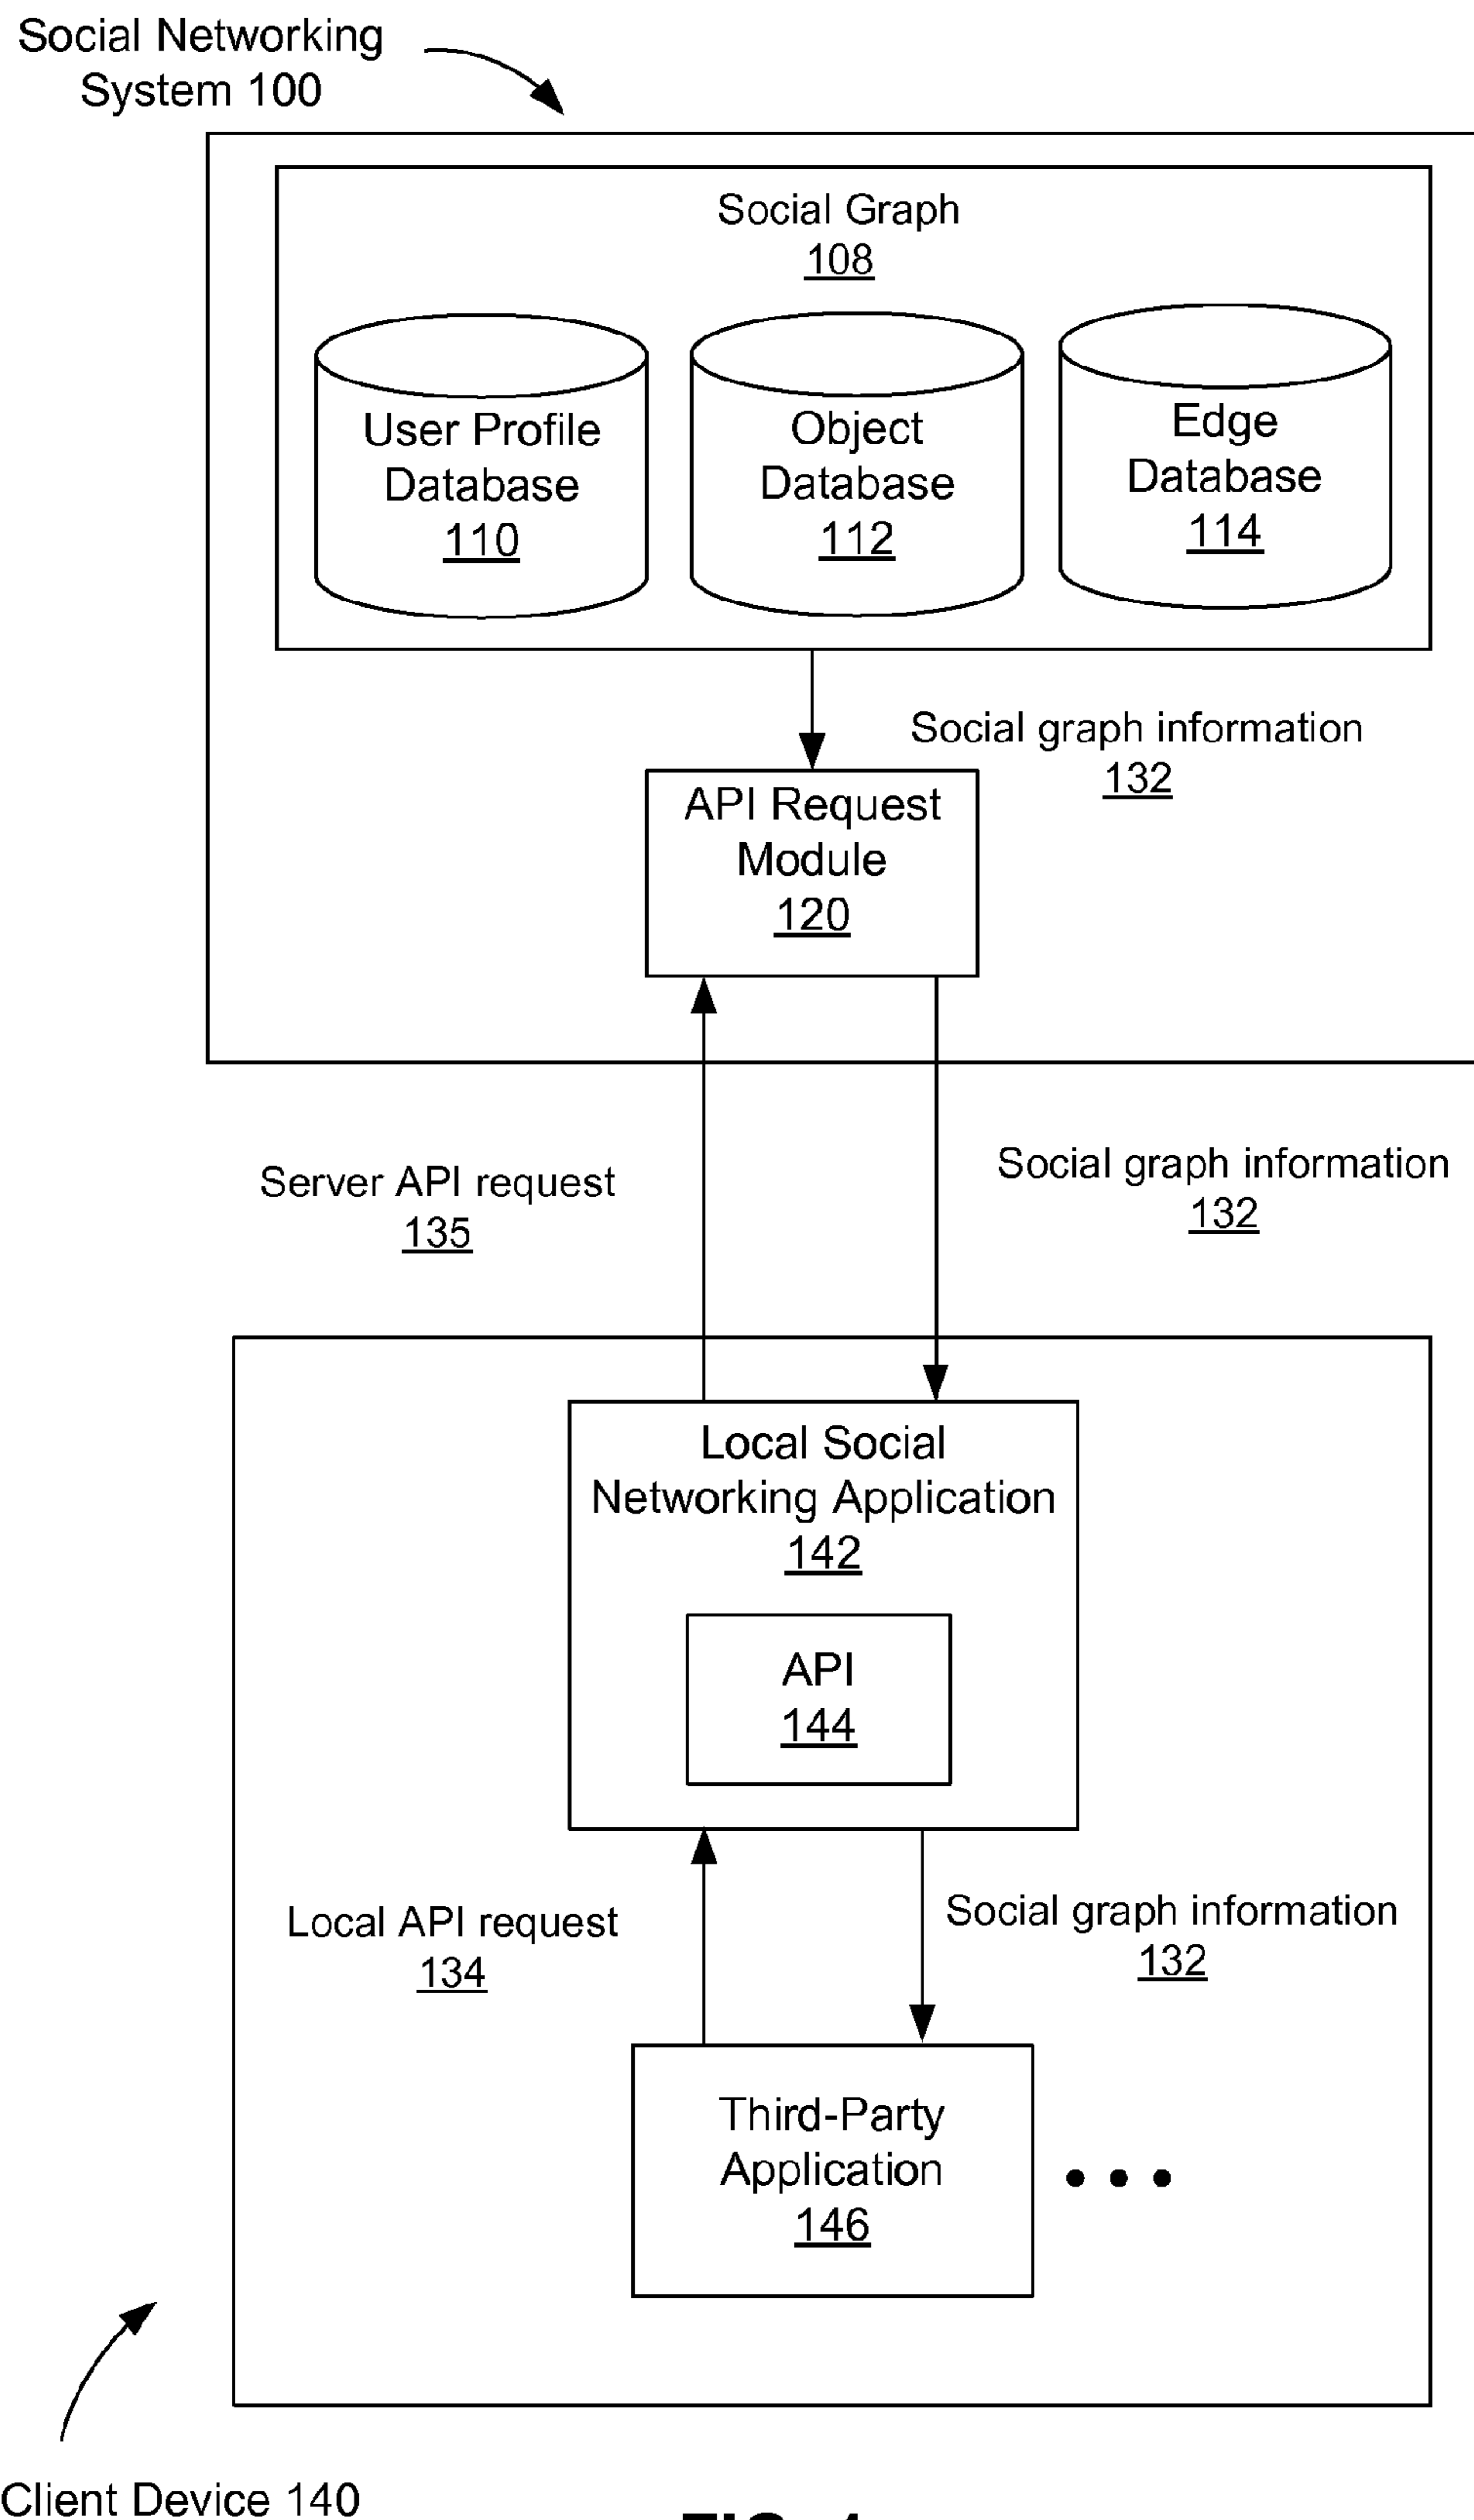 Social Networking
System 100
Social Graph
108
User Profile
Database
110
Object
Database
112
Edge
Database
114
Social graph information
132
API Request
Module
120
Server API request
135
Social graph information
132
Local Social
Networking Application
142
API
144
Local API request
134
Social graph information
132
Third-Party
Application
146
Client Device 140